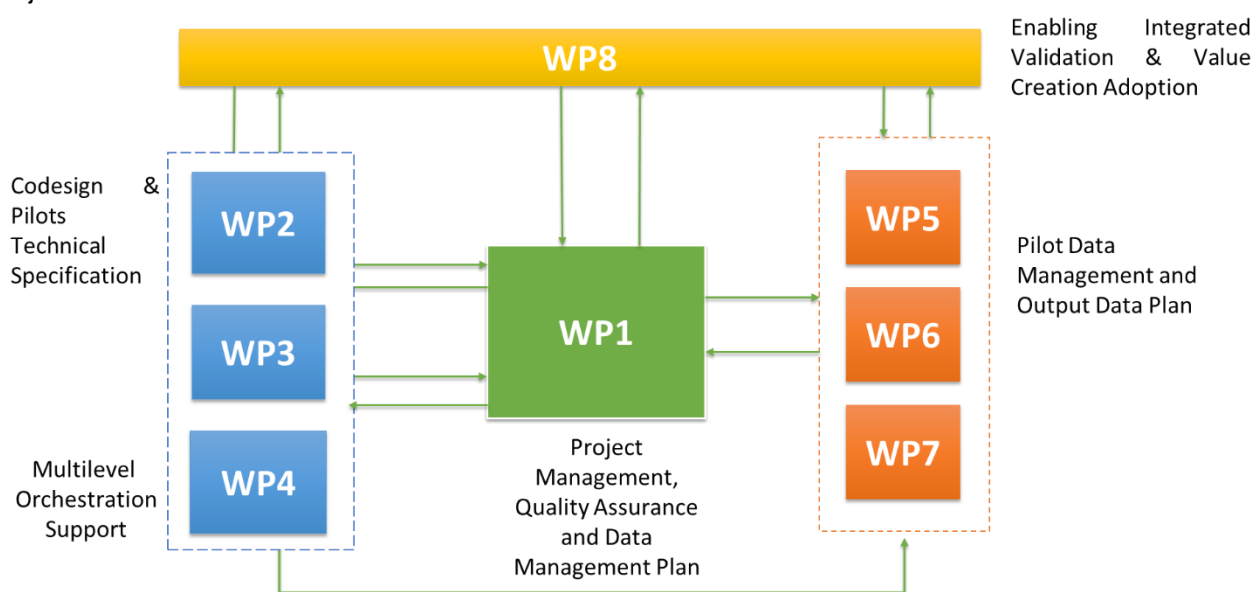 WP8
Enabling Integrated
Validation & Value
Creation Adoption
Codesign &
Pilots
Technical
Specification
WP2
WP3
WP4
Multilevel
Orchestration
Support
WP1
Project
Management,
Quality Assurance
and Data
Management Plan
WP5
WP6
WP7
Pilot Data
Management and
Output Data Plan